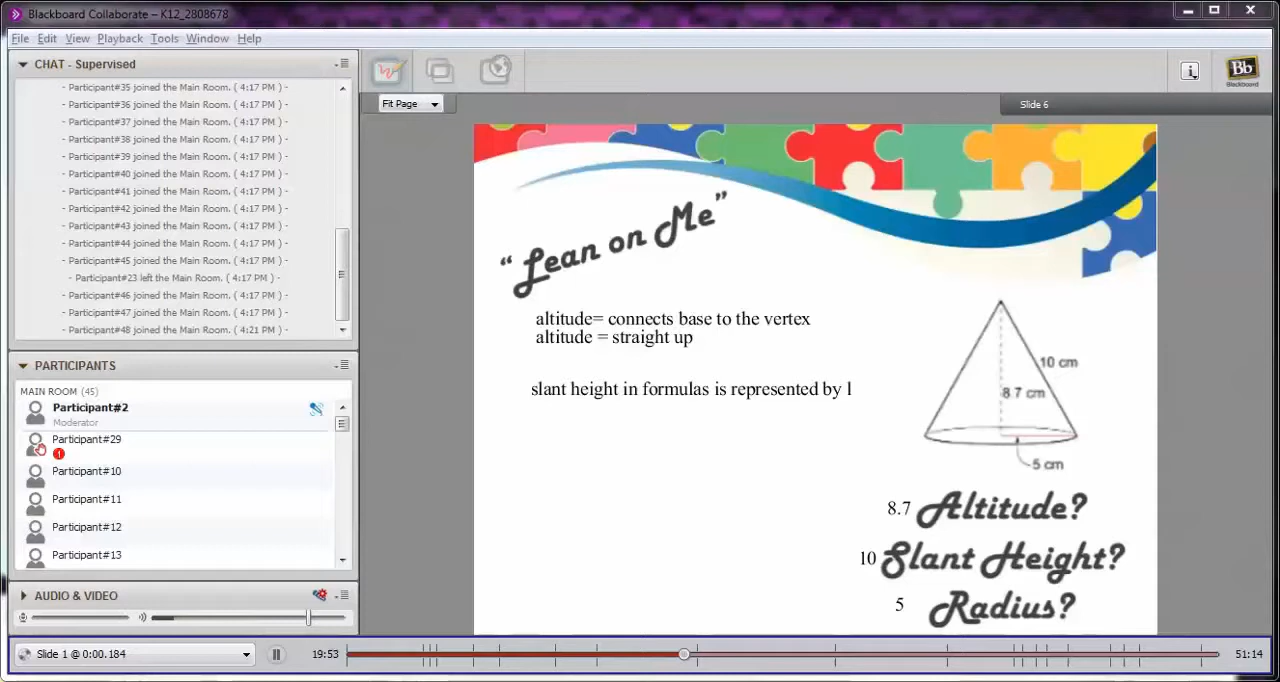 Blackboard Collaborate – K12_2808678
File Edit View Playback Tools Window Help
CHAT - Supervised
- Participant#35 joined the Main Room. ( 4:17 PM ) -
- Participant#36 joined the Main Room. ( 4:17 PM ) -
- Participant#37 joined the Main Room. ( 4:17 PM ) -
- Participant#38 joined the Main Room. ( 4:17 PM ) -
- Participant#39 joined the Main Room. ( 4:17 PM ) -
- Participant#40 joined the Main Room. ( 4:17 PM ) -
- Participant#41 joined the Main Room. ( 4:17 PM ) -
- Participant#42 joined the Main Room. ( 4:17 PM ) -
- Participant#43 joined the Main Room. ( 4:17 PM ) -
- Participant#44 joined the Main Room. ( 4:17 PM ) -
- Participant#45 joined the Main Room. ( 4:17 PM ) -
- Participant#23 left the Main Room. ( 4:17 PM ) -
- Participant#46 joined the Main Room. ( 4:17 PM ) -
- Participant#47 joined the Main Room. ( 4:17 PM ) -
- Participant#48 joined the Main Room. ( 4:21 PM ) -
PARTICIPANTS
MAIN ROOM (45)
Participant#2
Moderator
Participant#29
1
Participant#10
Participant#11
Participant#12
Participant#13
AUDIO & VIDEO
Slide 1 @ 0:00.184
19:53
51:14
Fit Page
Slide 6
Bb
Blackboard
“ Lean on Me”
altitude= connects base to the vertex
altitude = straight up
slant height in formulas is represented by l
10 cm
8.7 cm
5 cm
8.7 Altitude?
10 Slant Height?
5 Radius?